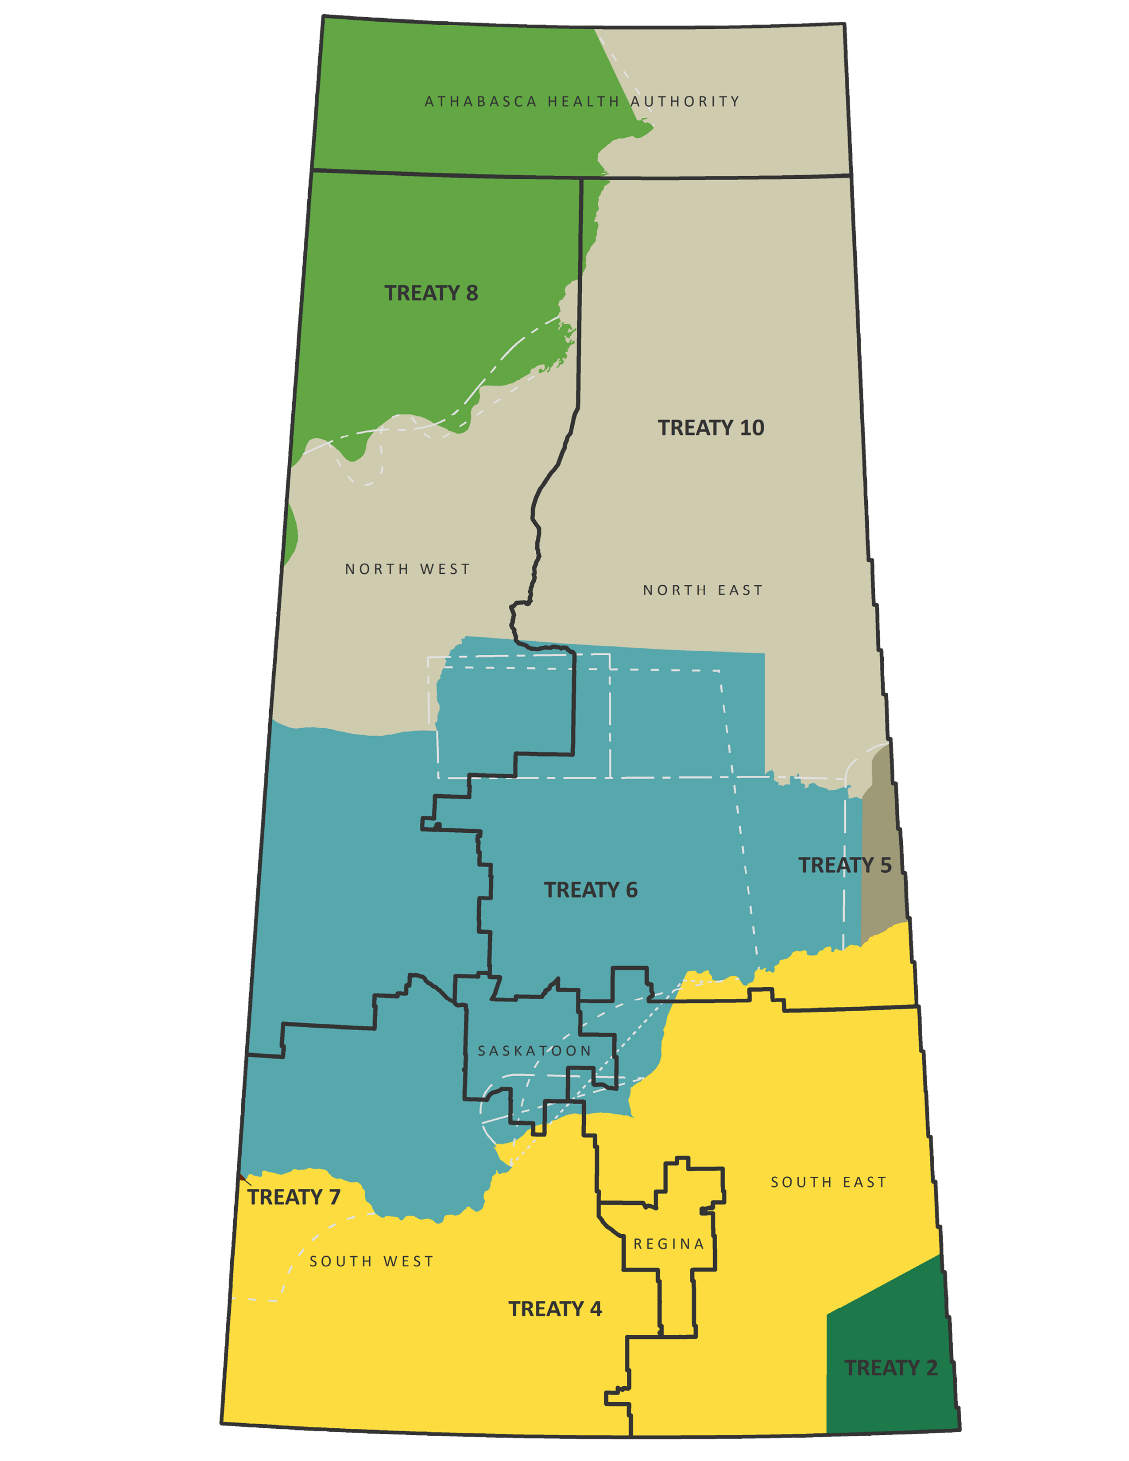 ATHABASCA HEALTH AUTHORITY
TREATY 8
TREATY 10
NORTH WEST
NORTH EAST
TREATY 5
TREATY 6
SASKATOON
SOUTH EAST
TREATY 7
REGINA
SOUTH WEST
TREATY 4
TREATY 2